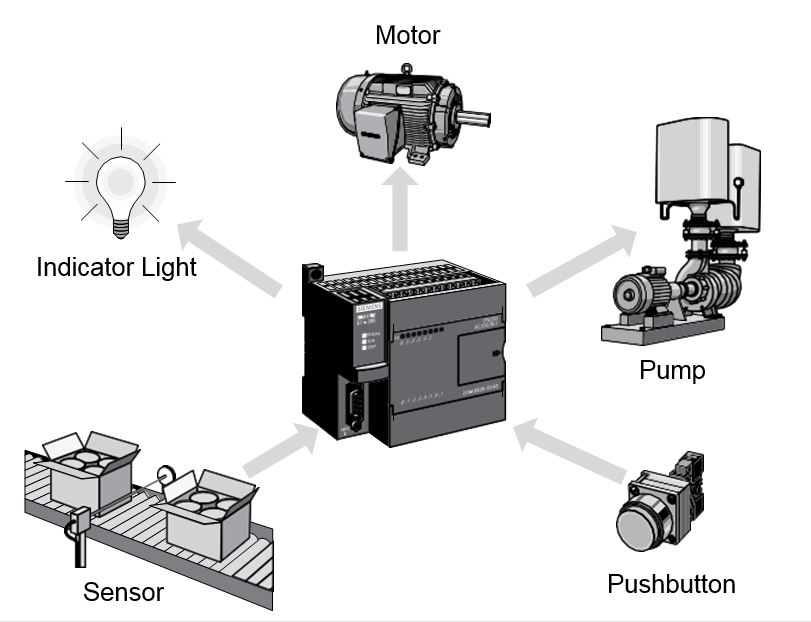 Motor
Indicator Light
SIEMENS
Pump
Sensor
Pushbutton